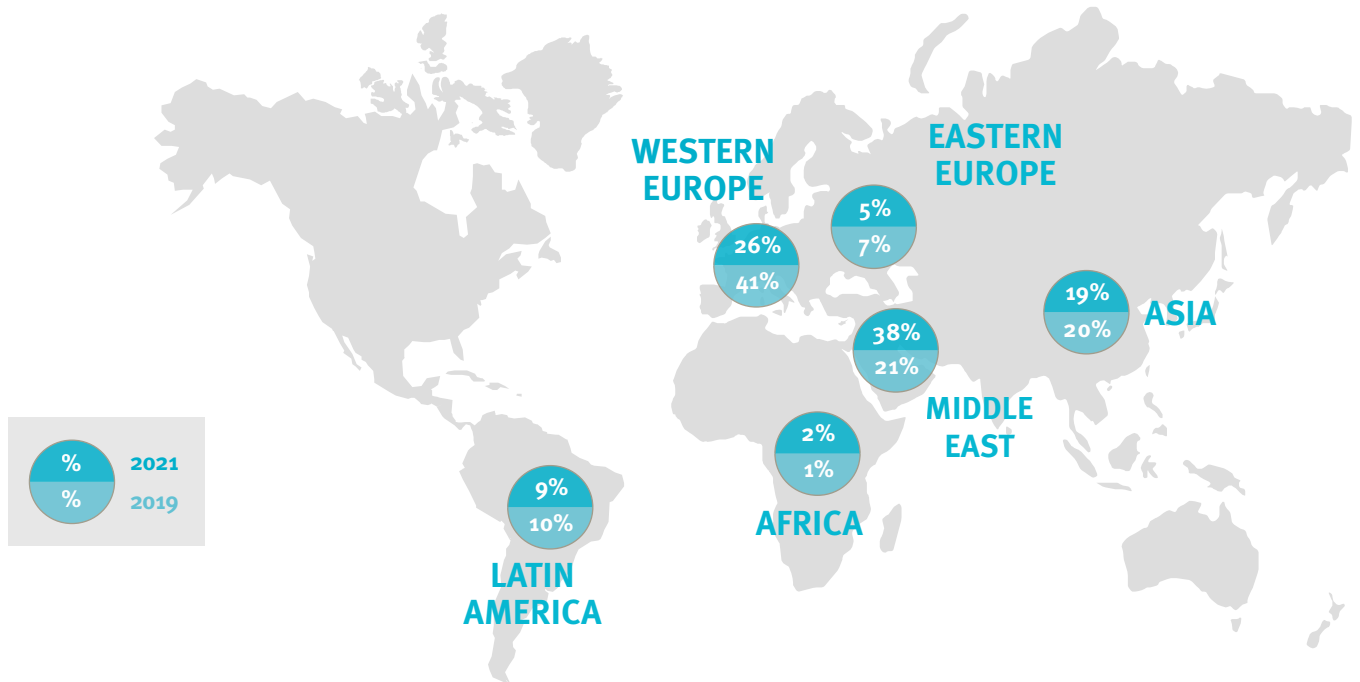 WESTERN
EUROPE
26%
41%
EASTERN
EUROPE
5%
7%
19%
20%
ASIA
38%
21%
MIDDLE
EAST
2%
1%
AFRICA
9%
10%
LATIN
AMERICA
% 2021
% 2019